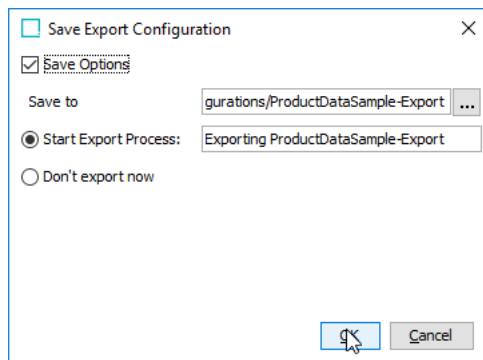 Save Export Configuration
Save Options
Save to gurations/ProductDataSample-Export ...
Start Export Process: Exporting ProductDataSample-Export
Don't export now
OK Cancel